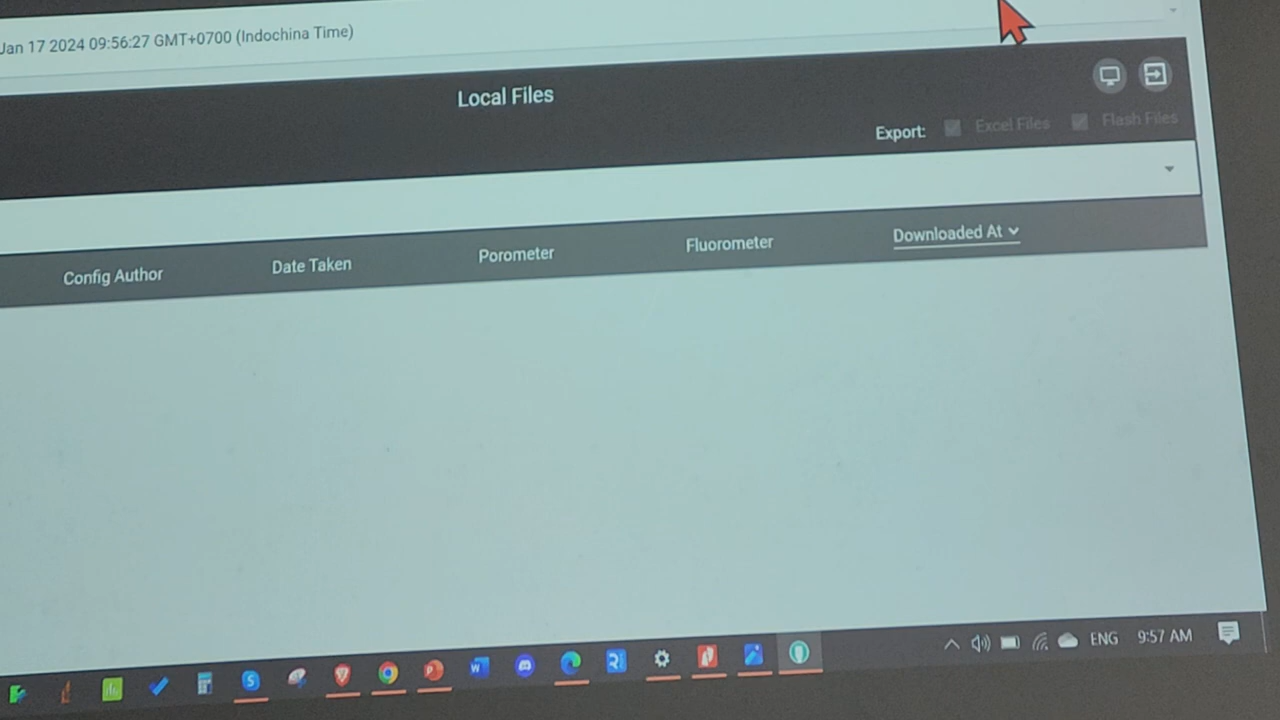 Jan 17 2024 09:56:27 GMT+0700 (Indochina Time)
Local Files
Export: Excel Files Flash Files
Config Author Date Taken Porometer Fluorometer Downloaded At
ENG 9:57 AM